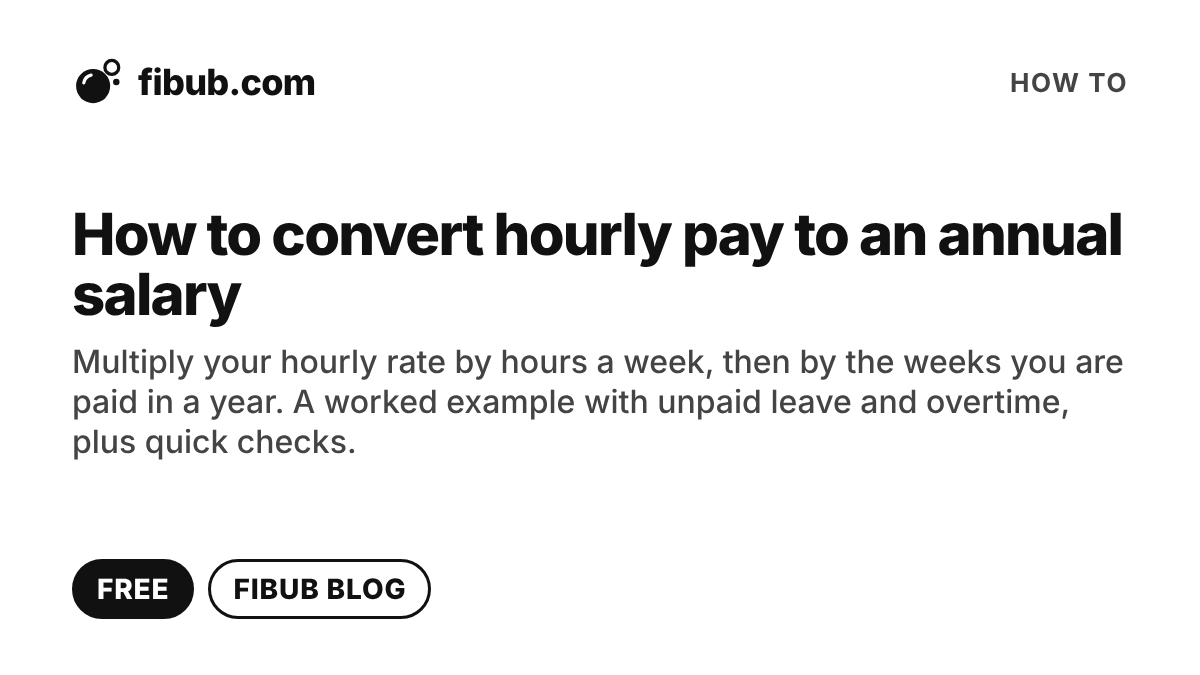 fibub.com
HOW TO
How to convert hourly pay to an annual
salary
Multiply your hourly rate by hours a week, then by the weeks you are
paid in a year. A worked example with unpaid leave and overtime,
plus quick checks.
FREE
FIBUB BLOG